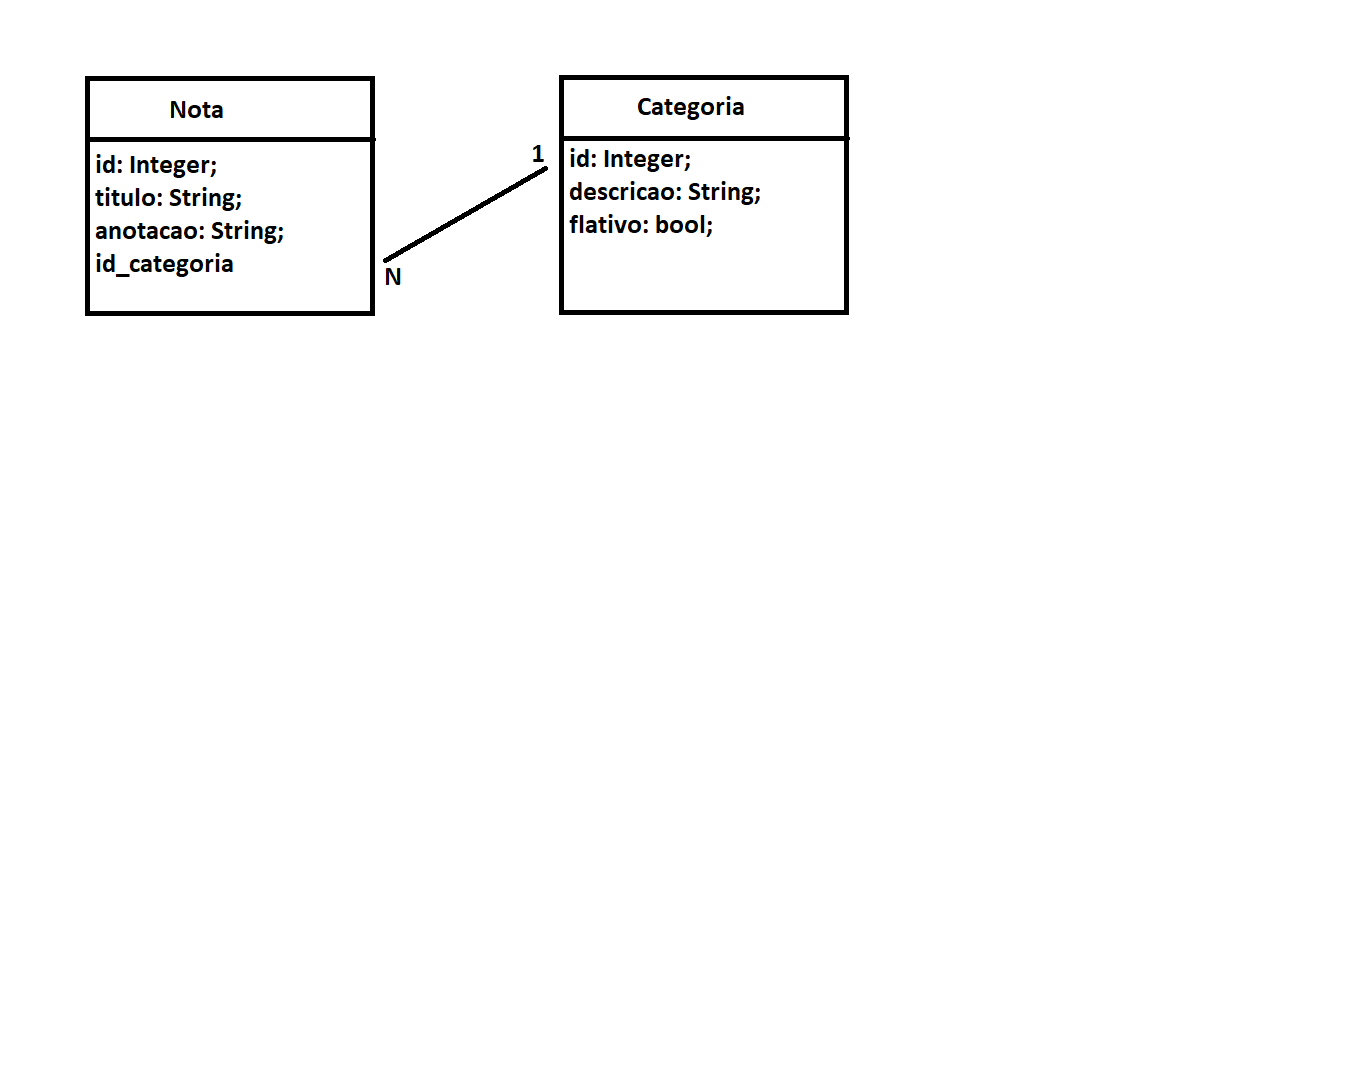 Nota
id: Integer;
titulo: String;
anotacao: String;
id_categoria
N
1
Categoria
id: Integer;
descricao: String;
flativo: bool;